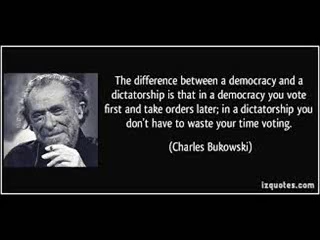 The difference between a democracy and a
dictatorship is that in a democracy you vote
first and take orders later; in a dictatorship you
don't have to waste your time voting.
(Charles Bukowski)
izquotes.com